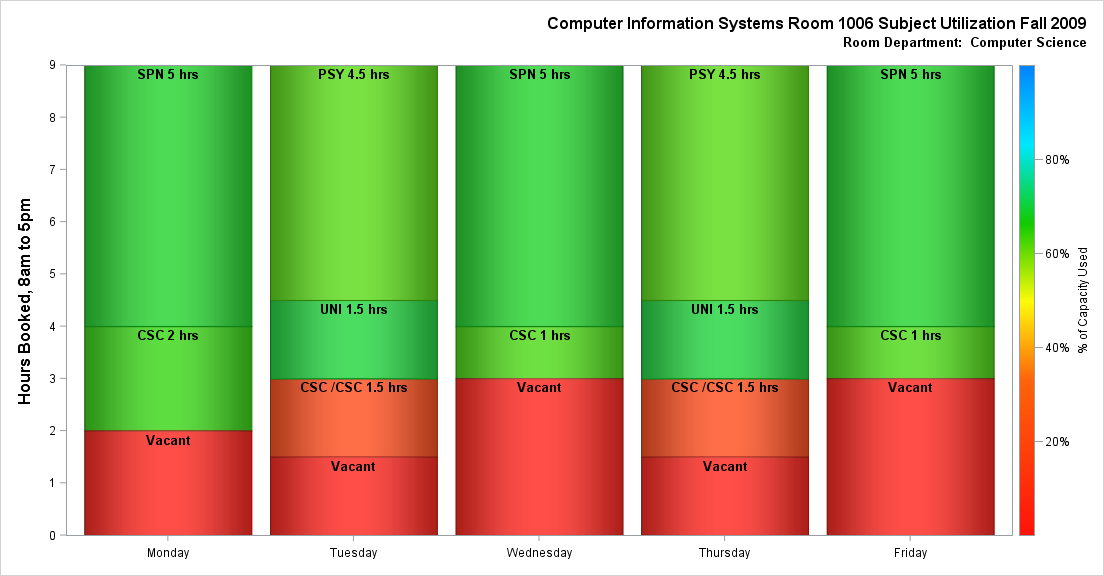 Computer Information Systems Room 1006 Subject Utilization Fall 2009
Room Department:  Computer Science
Hours Booked, 8am to 5pm
9
8
7
6
5
4
3
2
1
0
SPN 5 hrs
CSC 2 hrs
Vacant
PSY 4.5 hrs
UNI 1.5 hrs
CSC /CSC 1.5 hrs
Vacant
SPN 5 hrs
CSC 1 hrs
Vacant
PSY 4.5 hrs
UNI 1.5 hrs
CSC /CSC 1.5 hrs
Vacant
SPN 5 hrs
CSC 1 hrs
Vacant
Monday
Tuesday
Wednesday
Thursday
Friday
80%
60%
40%
20%
% of Capacity Used